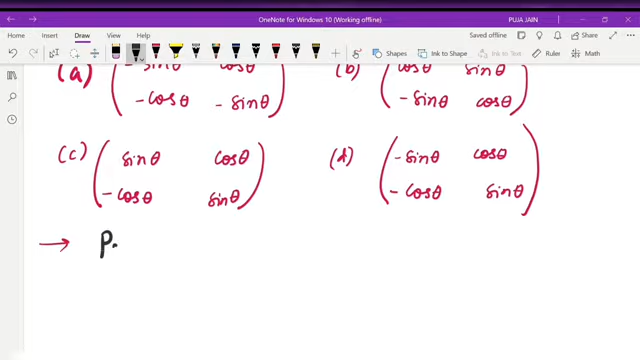 OneNote for Windows 10 (Working offline)
PUJA JAIN
Home Insert Draw View Help
Saved offline Share
Shapes Ink to Shape Ink to Text Ruler Math
(a) - sinθ cosθ
-cosθ - sinθ
(b) cosθ sinθ
-sinθ cosθ
(c) sinθ cosθ
-cosθ sinθ
(d) - sinθ cosθ
- cosθ sinθ
→ P.